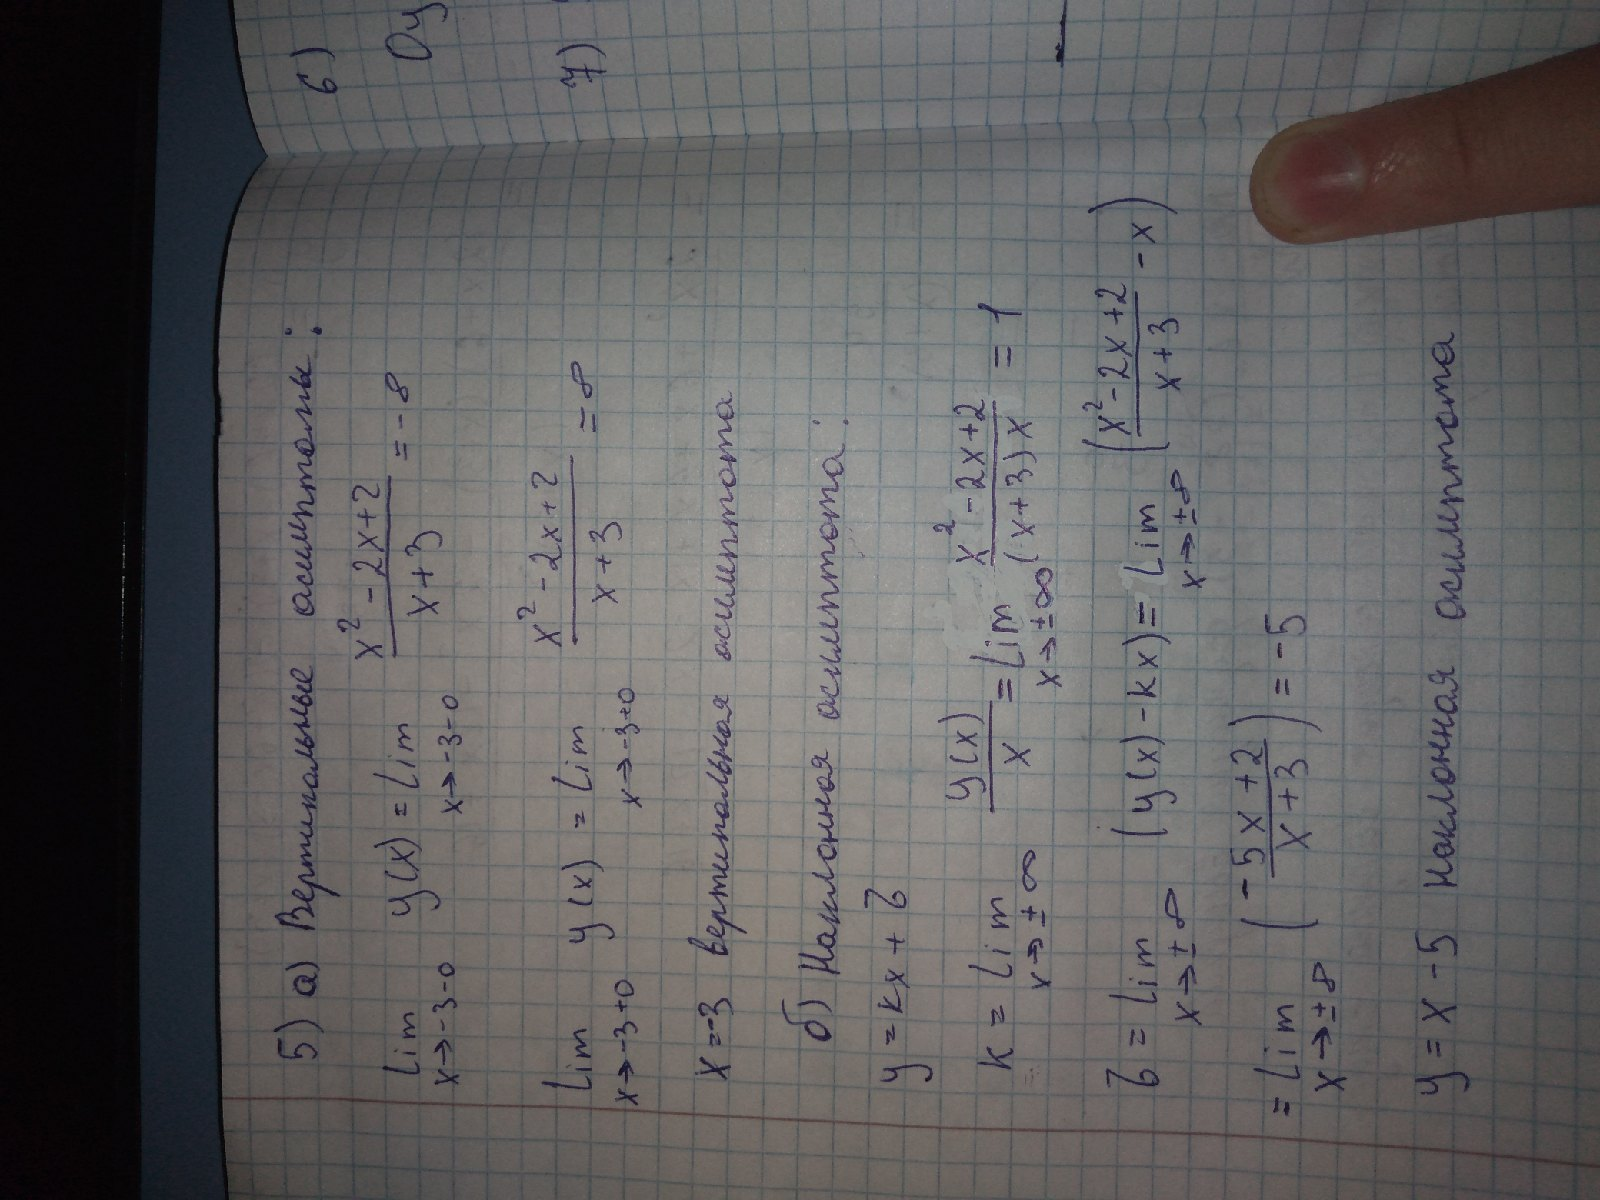 5) а) Вертикальные асимптоты:
lim y(x) = lim x² - 2x + 2 / x + 3 = -∞
x→-3-0 x→-3-0
lim y(x) = lim x² - 2x + 2 / x + 3 = ∞
x→-3+0 x→-3+0
x=-3 вертикальная асимптота
б) Наклонная асимптота:
y = kx + b
k = lim y(x) / x = lim x² - 2x + 2 / (x+3)x = 1
x→±∞ x→±∞
b = lim (y(x) - kx) = lim (x² - 2x + 2 / x + 3 - x)
x→±∞ x→±∞
= lim (-5x + 2 / x + 3) = -5
x→±∞
y = x - 5 наклонная асимптота
6)
Оу
7)